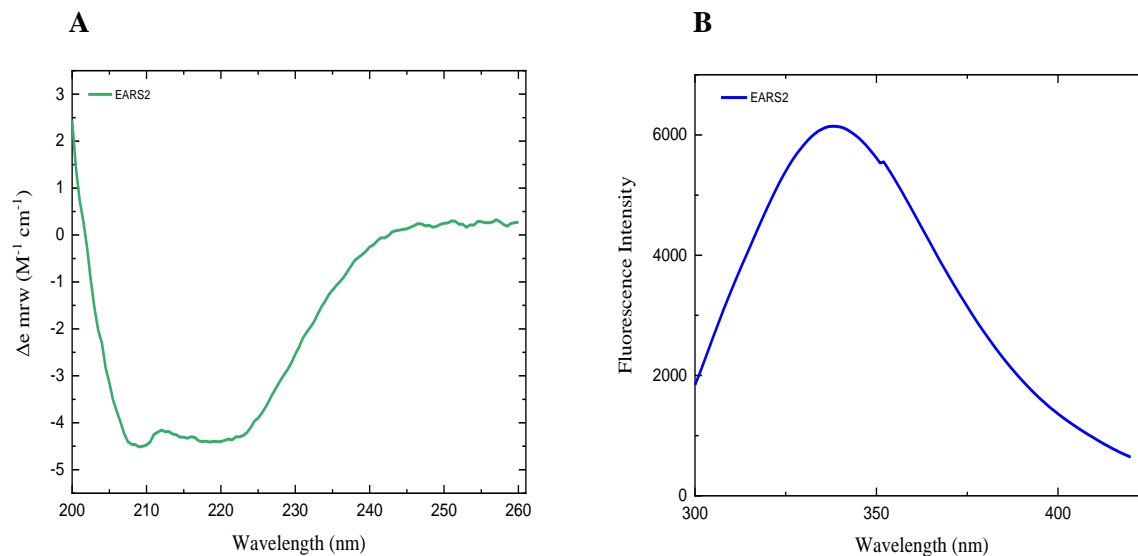 A
B
EARS2
3
2
1
0
-1
-2
-3
-4
-5
Δe mrw (M⁻¹ cm⁻¹)
200
210
220
230
240
250
260
Wavelength (nm)
EARS2
6000
4000
2000
0
Fluorescence Intensity
300
350
400
Wavelength (nm)